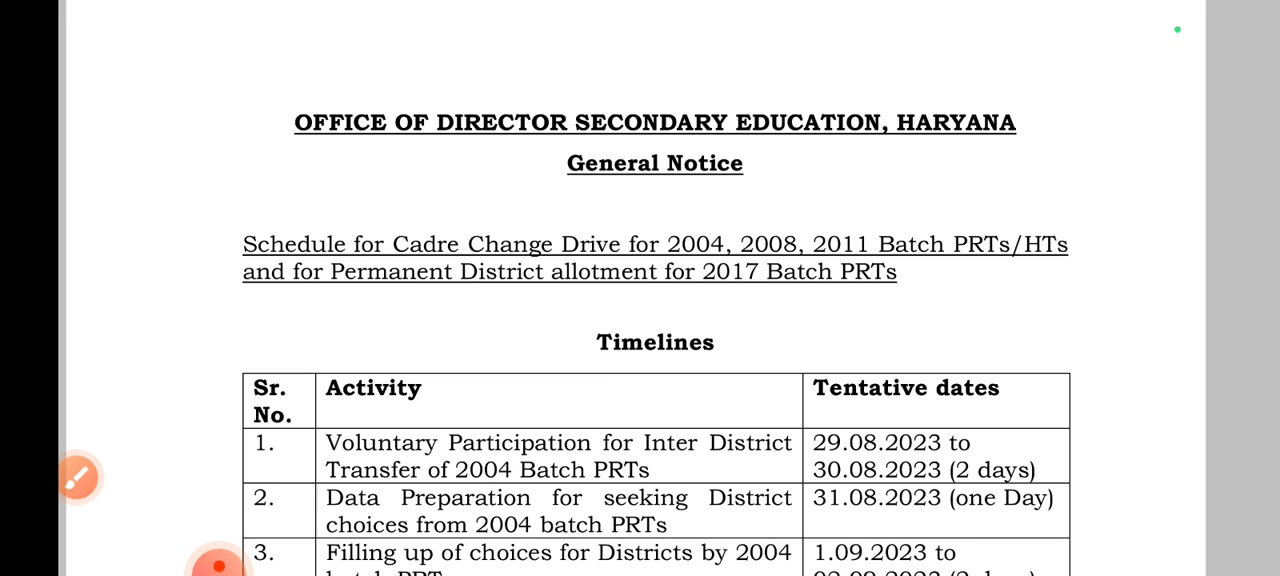 OFFICE OF DIRECTOR SECONDARY EDUCATION, HARYANA
General Notice
Schedule for Cadre Change Drive for 2004, 2008, 2011 Batch PRTs/HTs
and for Permanent District allotment for 2017 Batch PRTs
Timelines
Sr. No. Activity Tentative dates
1. Voluntary Participation for Inter District 29.08.2023 to
Transfer of 2004 Batch PRTs 30.08.2023 (2 days)
2. Data Preparation for seeking District 31.08.2023 (one Day)
choices from 2004 batch PRTs
3. Filling up of choices for Districts by 2004 1.09.2023 to